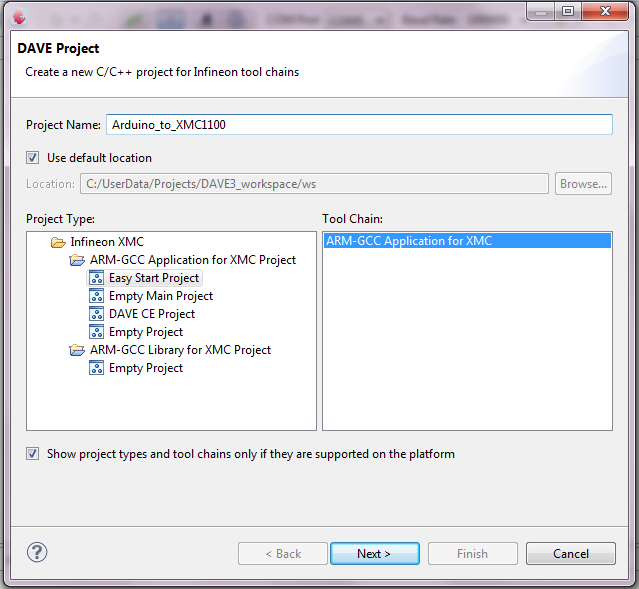 DAVE Project
Create a new C/C++ project for Infineon tool chains
Project Name: Arduino_to_XMC1100
Use default location
Location: C:/UserData/Projects/DAVE3_workspace/ws Browse...
Project Type:
Infineon XMC
ARM-GCC Application for XMC Project
Easy Start Project
Empty Main Project
DAVE CE Project
Empty Project
ARM-GCC Library for XMC Project
Empty Project
Tool Chain:
ARM-GCC Application for XMC
Show project types and tool chains only if they are supported on the platform
? < Back Next > Finish Cancel